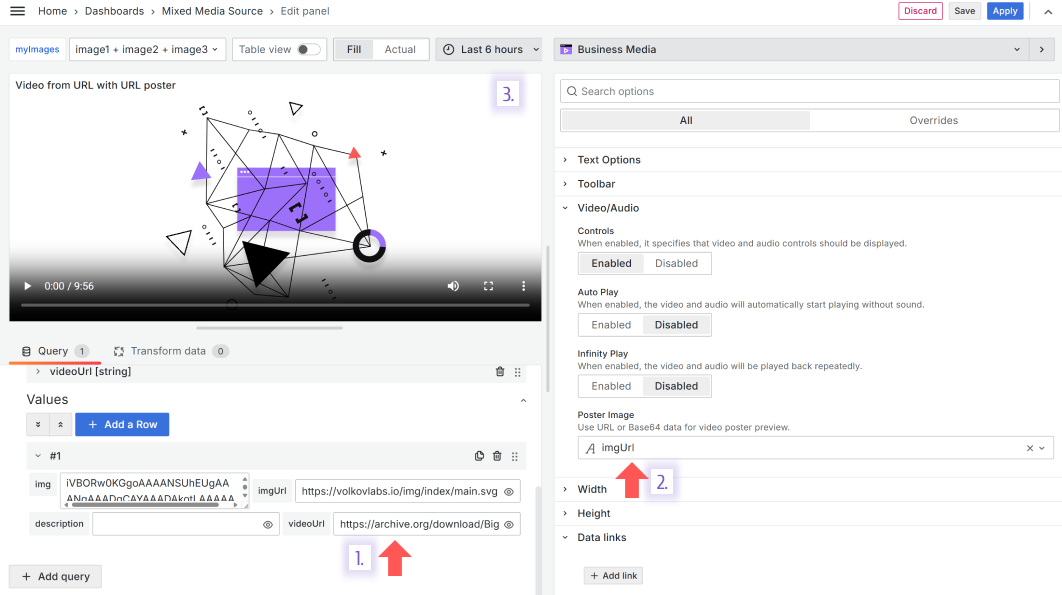 Home › Dashboards › Mixed Media Source › Edit panel
Discard Save Apply
myImages image1 + image2 + image3 Table view Fill Actual Last 6 hours
Business Media
Video from URL with URL poster
3.
0:00 / 9:56
Query 1 Transform data 0
videoUrl [string]
Values
Add a Row
#1
img
iVBORw0KGgoAAAANSUhEUgAA
imgUrl https://volkovlabs.io/img/index/main.svg
description videoUrl https://archive.org/download/Big
1.
+ Add query
Search options
All Overrides
Text Options
Toolbar
Video/Audio
Controls
When enabled, it specifies that video and audio controls should be displayed.
Enabled Disabled
Auto Play
When enabled, the video and audio will automatically start playing without sound.
Enabled Disabled
Infinity Play
When enabled, the video and audio will be played back repeatedly.
Enabled Disabled
Poster Image
Use URL or Base64 data for video poster preview.
imgUrl
2.
Width
Height
Data links
+ Add link